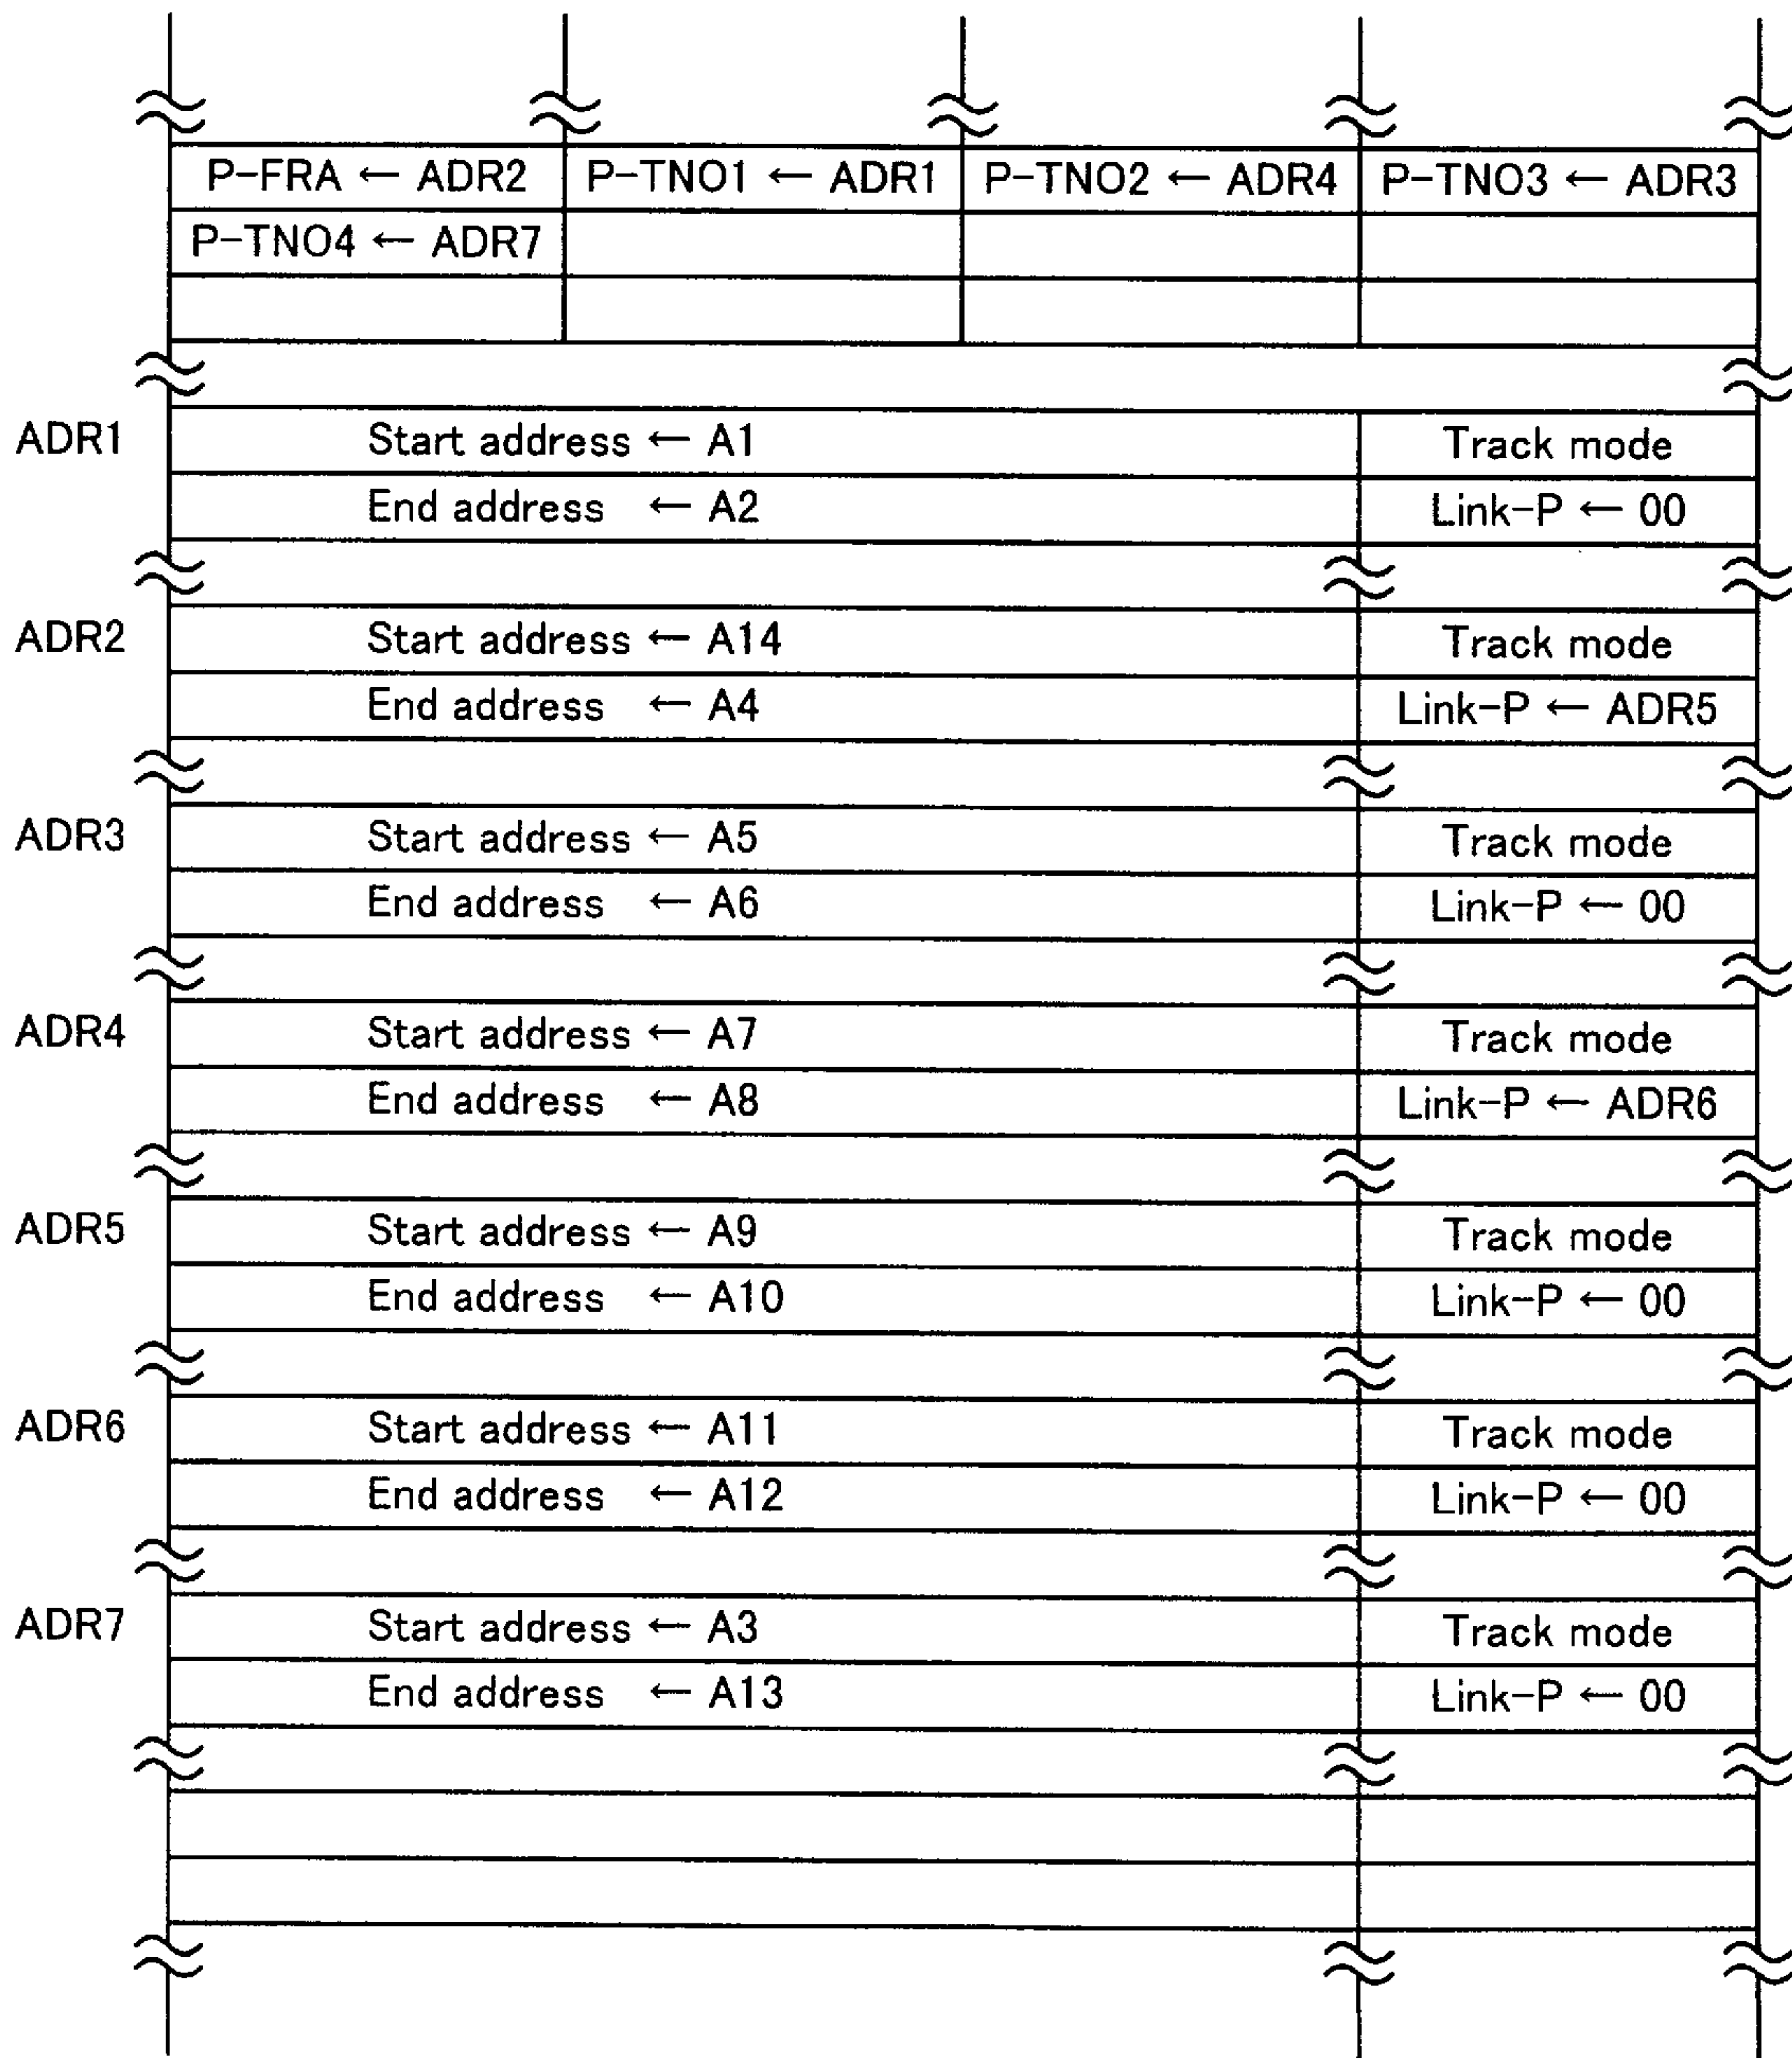 P-FRA ← ADR2 P-TNO1 ← ADR1 P-TNO2 ← ADR4 P-TNO3 ← ADR3
P-TNO4 ← ADR7
ADR1 Start address ← A1 Track mode
End address ← A2 Link-P ← 00
ADR2 Start address ← A14 Track mode
End address ← A4 Link-P ← ADR5
ADR3 Start address ← A5 Track mode
End address ← A6 Link-P ← 00
ADR4 Start address ← A7 Track mode
End address ← A8 Link-P ← ADR6
ADR5 Start address ← A9 Track mode
End address ← A10 Link-P ← 00
ADR6 Start address ← A11 Track mode
End address ← A12 Link-P ← 00
ADR7 Start address ← A3 Track mode
End address ← A13 Link-P ← 00